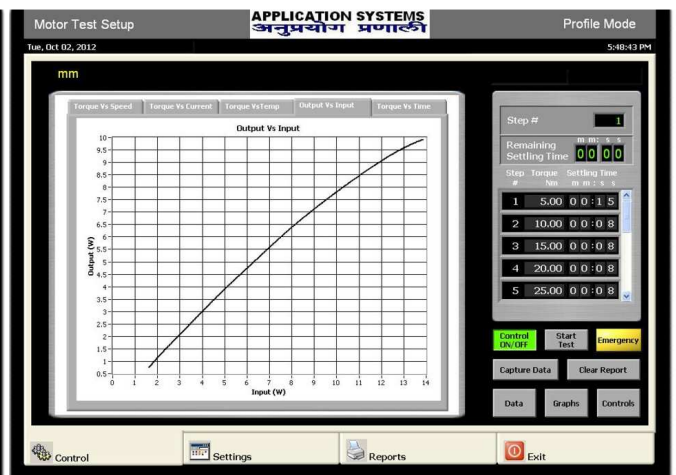 Motor Test Setup
APPLICATION SYSTEMS
अनुप्रयोग प्रणाली
Profile Mode
Tue, Oct 02, 2012
5:48:43 PM
mm
Torque Vs Speed
Torque Vs Current
Torque VsTemp
Output Vs Input
Torque Vs Time
Output Vs Input
Output (W)
10
9.5
9
8.5
8
7.5
7
6.5
6
5.5
5
4.5
4
3.5
3
2.5
2
1.5
1
0.5
0 1 2 3 4 5 6 7 8 9 10 11 12 13 14
Input (W)
Step # 1
m m : s s
Remaining Settling Time 0 0 0 0
Step # Torque Nm Settling Time m m : s s
1 5.00 0 0 : 1 5
2 10.00 0 0 : 0 8
3 15.00 0 0 : 0 8
4 20.00 0 0 : 0 8
5 25.00 0 0 : 0 8
Control ON/OFF
Start Test
Emergency
Capture Data
Clear Report
Data
Graphs
Controls
Control
Settings
Reports
Exit